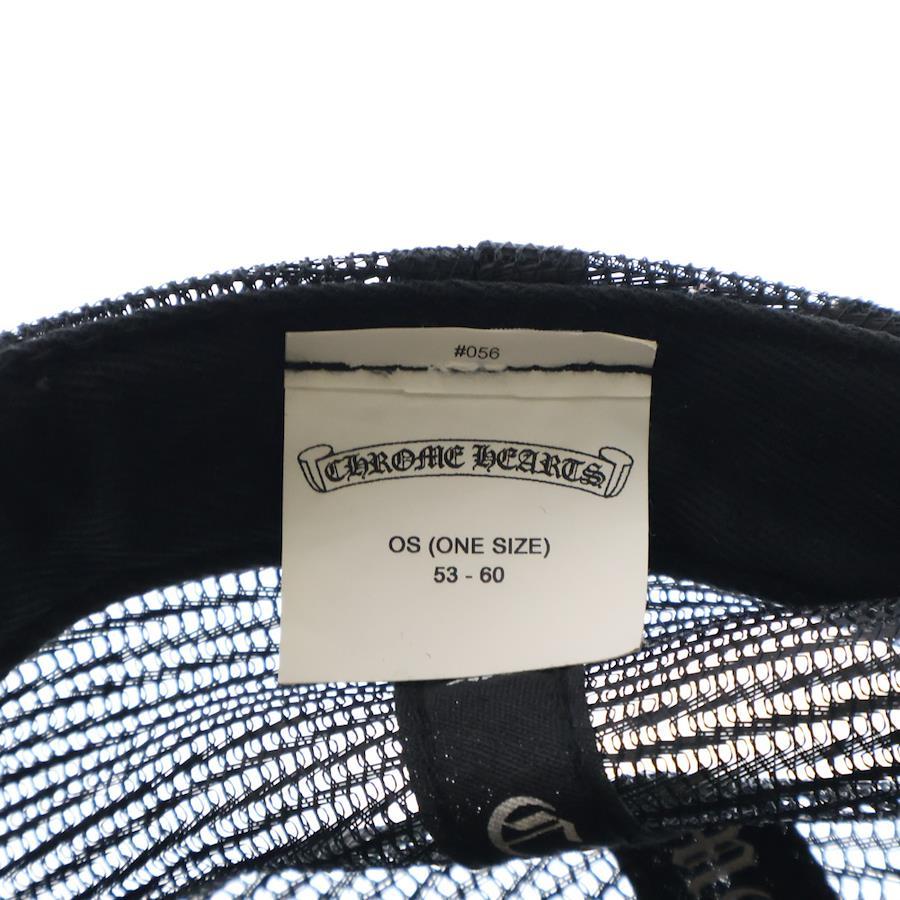 #056
CHROME HEARTS
OS (ONE SIZE)
53 - 60
C